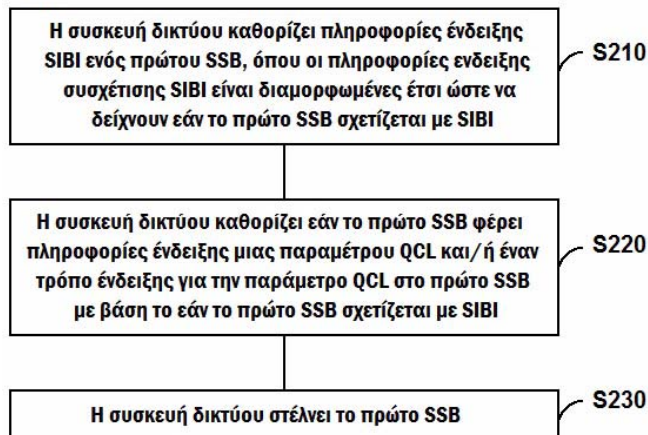 Η συσκευή δικτύου καθορίζει πληροφορίες ένδειξης
SIBI ενός πρώτου SSB, όπου οι πληροφορίες ενδειξης
συσχέτισης SIBI είναι διαμορφωμένες έτσι ώστε να
δείχνουν εάν το πρώτο SSB σχετίζεται με SIBI
S210
Η συσκευή δικτύου καθορίζει εάν το πρώτο SSB φέρει
πληροφορίες ένδειξης μιας παραμέτρου QCL και/ή έναν
τρόπο ένδειξης για την παράμετρο QCL στο πρώτο SSB
με βάση το εάν το πρώτο SSB σχετίζεται με SIBI
S220
Η συσκευή δικτύου στέλνει το πρώτο SSB
S230